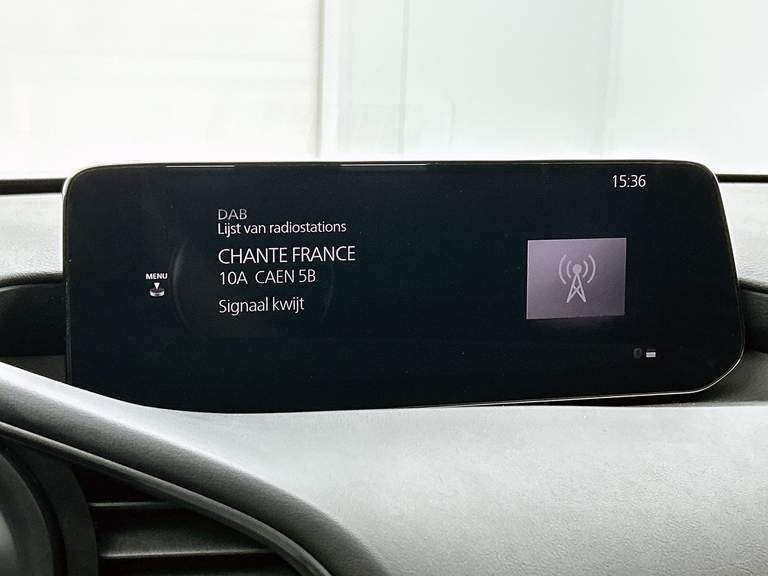 15:36
DAB
Lijst van radiostations
CHANTE FRANCE
10A CAEN 5B
Signaal kwijt
MENU